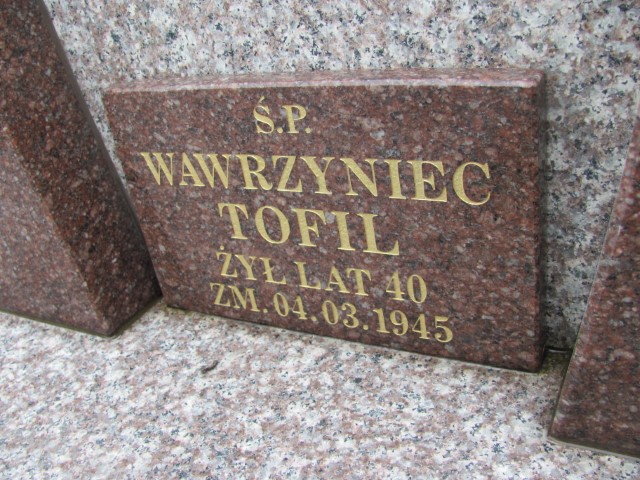 Ś.P.
WAWRZYNIEC
TOFIL
ŻYŁ LAT 40
ZM. 04.03.1945